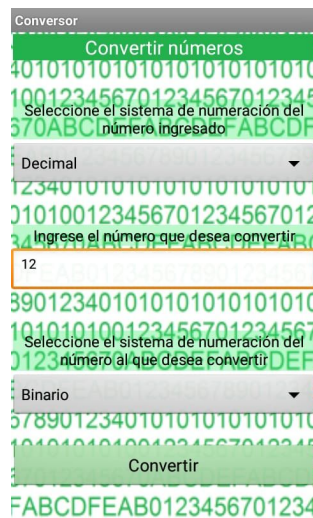 Conversor
Convertir números
Seleccione el sistema de numeración del
número ingresado
Decimal
Ingrese el número que desea convertir
12
Seleccione el sistema de numeración del
número al que desea convertir
Binario
Convertir
FABCDFEAB0123456701234